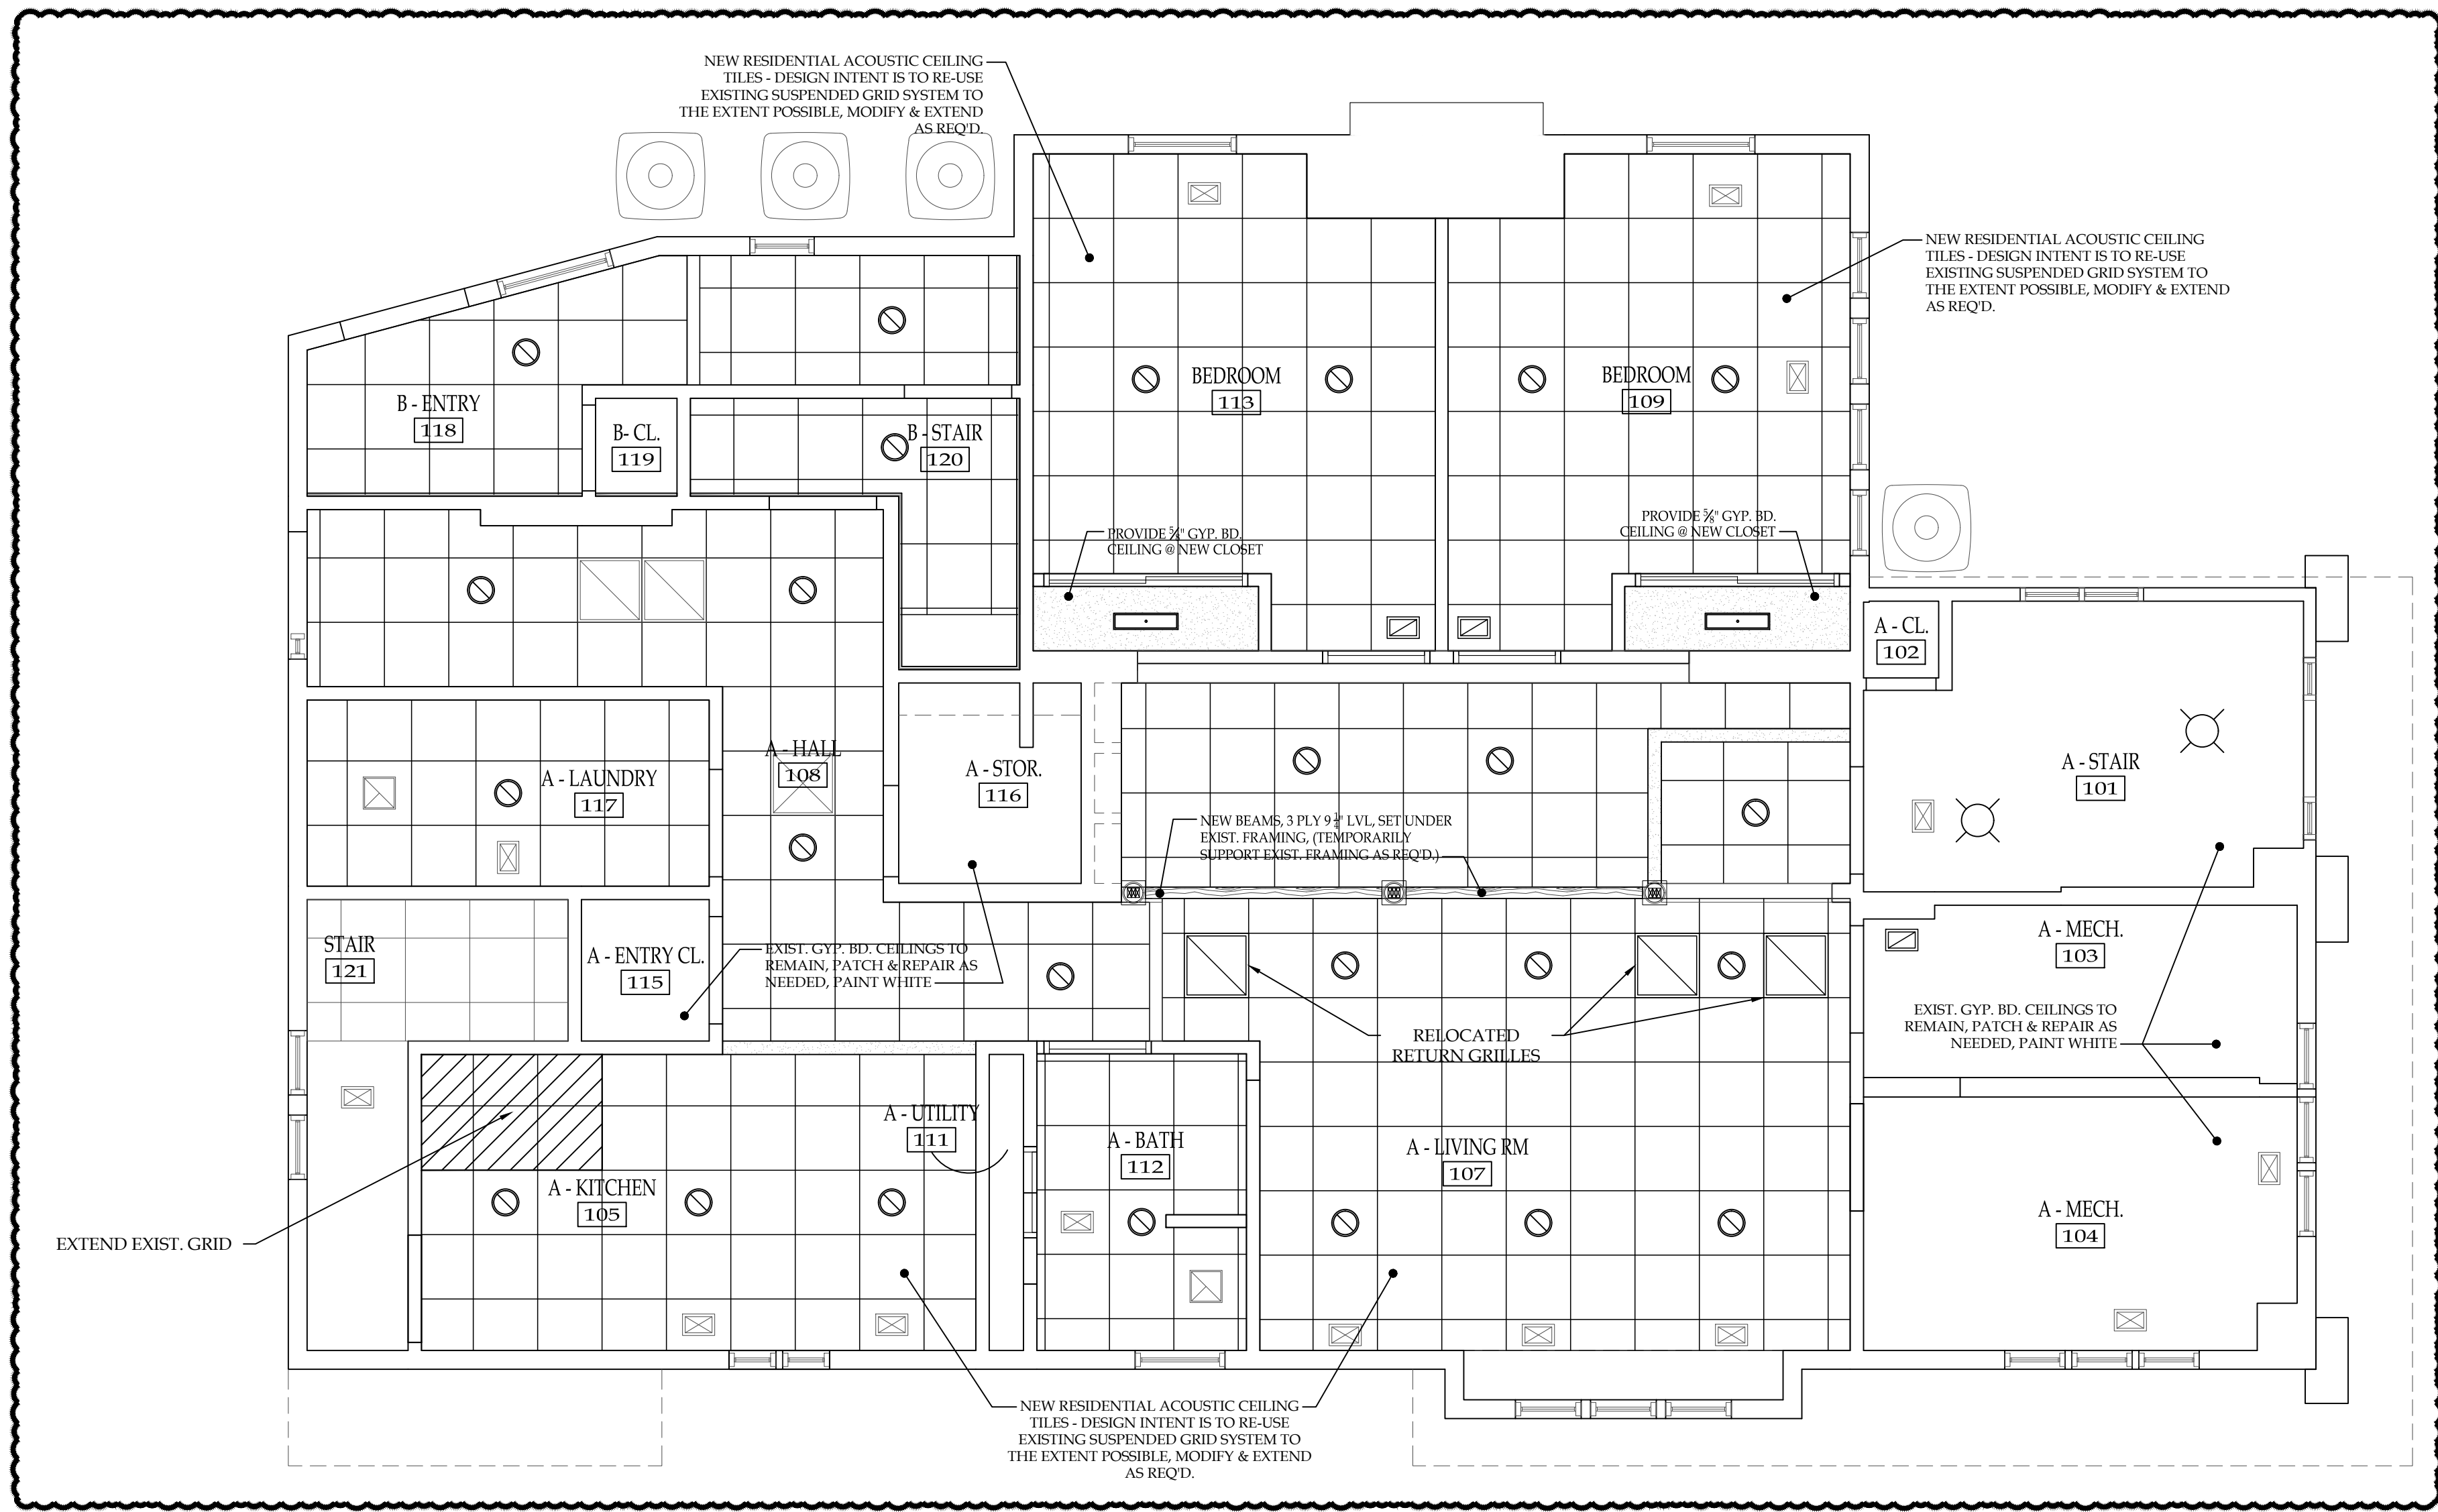 NEW RESIDENTIAL ACOUSTIC CEILING
TILES - DESIGN INTENT IS TO RE-USE
EXISTING SUSPENDED GRID SYSTEM TO
THE EXTENT POSSIBLE, MODIFY & EXTEND
AS REQ'D.
NEW RESIDENTIAL ACOUSTIC CEILING
TILES - DESIGN INTENT IS TO RE-USE
EXISTING SUSPENDED GRID SYSTEM TO
THE EXTENT POSSIBLE, MODIFY & EXTEND
AS REQ'D.
B - ENTRY
118
B- CL.
119
B - STAIR
120
BEDROOM
113
BEDROOM
109
PROVIDE ⅝" GYP. BD.
CEILING @ NEW CLOSET
PROVIDE ⅝" GYP. BD.
CEILING @ NEW CLOSET
A - CL.
102
A - LAUNDRY
117
A - HALL
108
A - STOR.
116
A - STAIR
101
NEW BEAMS, 3 PLY 9¼" LVL, SET UNDER
EXIST. FRAMING, (TEMPORARILY
SUPPORT EXIST. FRAMING AS REQ'D.)
STAIR
121
A - ENTRY CL.
115
EXIST. GYP. BD. CEILINGS TO
REMAIN, PATCH & REPAIR AS
NEEDED, PAINT WHITE
A - MECH.
103
RELOCATED
RETURN GRILLES
EXIST. GYP. BD. CEILINGS TO
REMAIN, PATCH & REPAIR AS
NEEDED, PAINT WHITE
A - UTILITY
111
A - BATH
112
A - LIVING RM
107
A - KITCHEN
105
A - MECH.
104
EXTEND EXIST. GRID
NEW RESIDENTIAL ACOUSTIC CEILING
TILES - DESIGN INTENT IS TO RE-USE
EXISTING SUSPENDED GRID SYSTEM TO
THE EXTENT POSSIBLE, MODIFY & EXTEND
AS REQ'D.